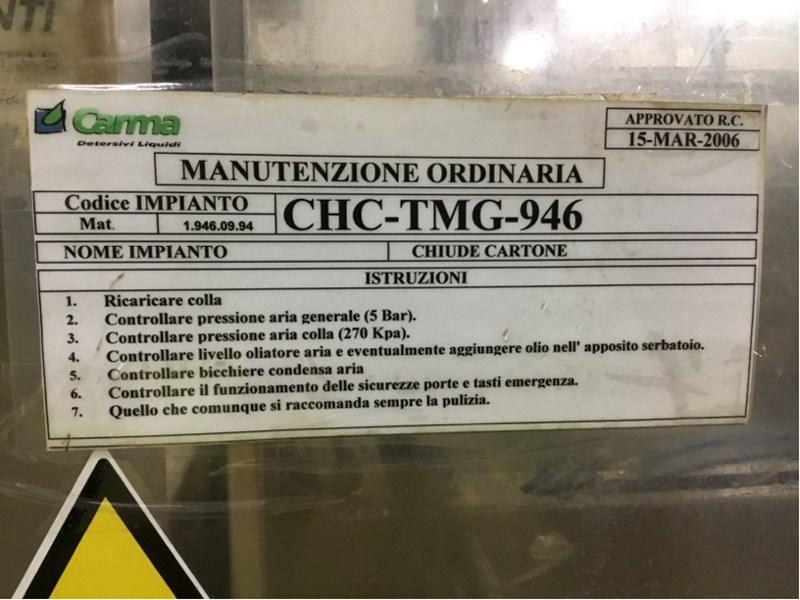 NTI
Carma
Detersivi Liquidi
APPROVATO R.C.
15-MAR-2006
MANUTENZIONE ORDINARIA
Codice IMPIANTO
CHC-TMG-946
Mat. 1.946.09.94
NOME IMPIANTO CHIUDE CARTONE
ISTRUZIONI
1. Ricaricare colla
2. Controllare pressione aria generale (5 Bar).
3. Controllare pressione aria colla (270 Kpa).
4. Controllare livello oliatore aria e eventualmente aggiungere olio nell' apposito serbatoio.
5. Controllare bicchiere condensa aria
6. Controllare il funzionamento delle sicurezze porte e tasti emergenza.
7. Quello che comunque si raccomanda sempre la pulizia.